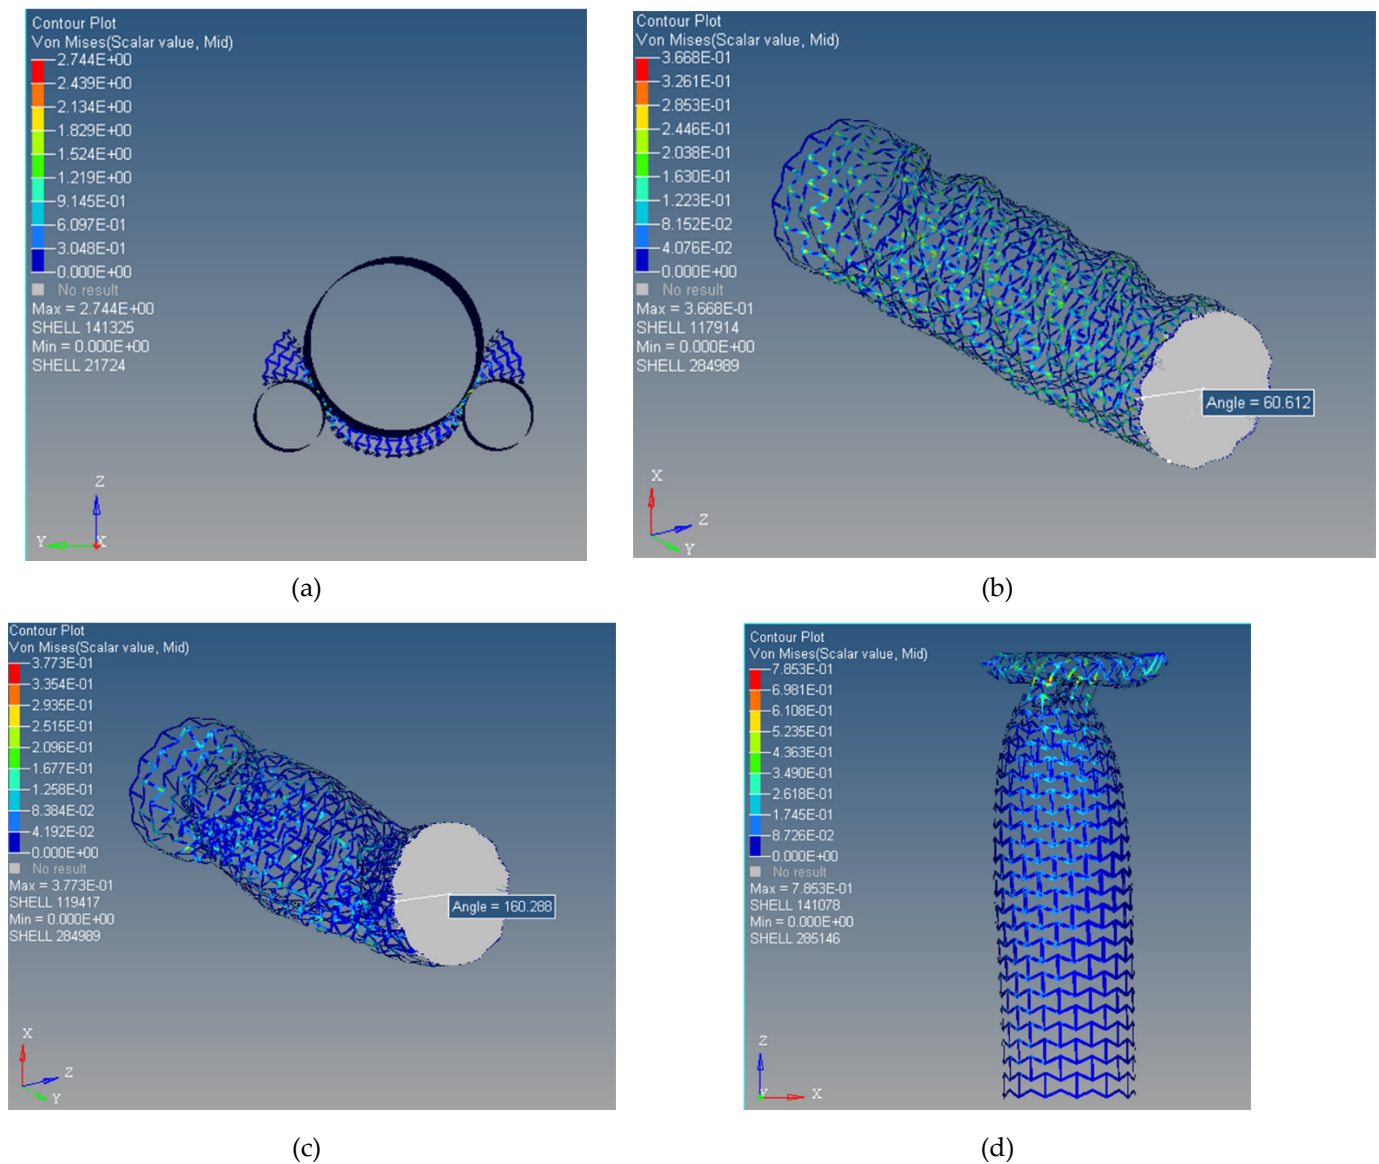 Contour Plot
Von Mises(Scalar value, Mid)
2.744E+00
2.439E+00
2.134E+00
1.829E+00
1.524E+00
1.219E+00
9.145E-01
6.097E-01
3.048E-01
0.000E+00
No result
Max = 2.744E+00
SHELL 141325
Min = 0.000E+00
SHELL 21724
Z
Y
X
(a)
Contour Plot
Von Mises(Scalar value, Mid)
3.668E-01
3.261E-01
2.853E-01
2.446E-01
2.038E-01
1.630E-01
1.223E-01
8.152E-02
4.076E-02
0.000E+00
No result
Max = 3.668E-01
SHELL 117914
Min = 0.000E+00
SHELL 284989
Angle = 60.612
X
Z
Y
(b)
Contour Plot
Von Mises(Scalar value, Mid)
3.773E-01
3.354E-01
2.935E-01
2.515E-01
2.096E-01
1.677E-01
1.258E-01
8.384E-02
4.192E-02
0.000E+00
No result
Max = 3.773E-01
SHELL 119417
Min = 0.000E+00
SHELL 284989
Angle = 160.288
X
Z
Y
(c)
Contour Plot
Von Mises(Scalar value, Mid)
7.853E-01
6.981E-01
6.108E-01
5.235E-01
4.363E-01
3.490E-01
2.618E-01
1.745E-01
8.726E-02
0.000E+00
No result
Max = 7.853E-01
SHELL 141078
Min = 0.000E+00
SHELL 285146
Z
Y
X
(d)